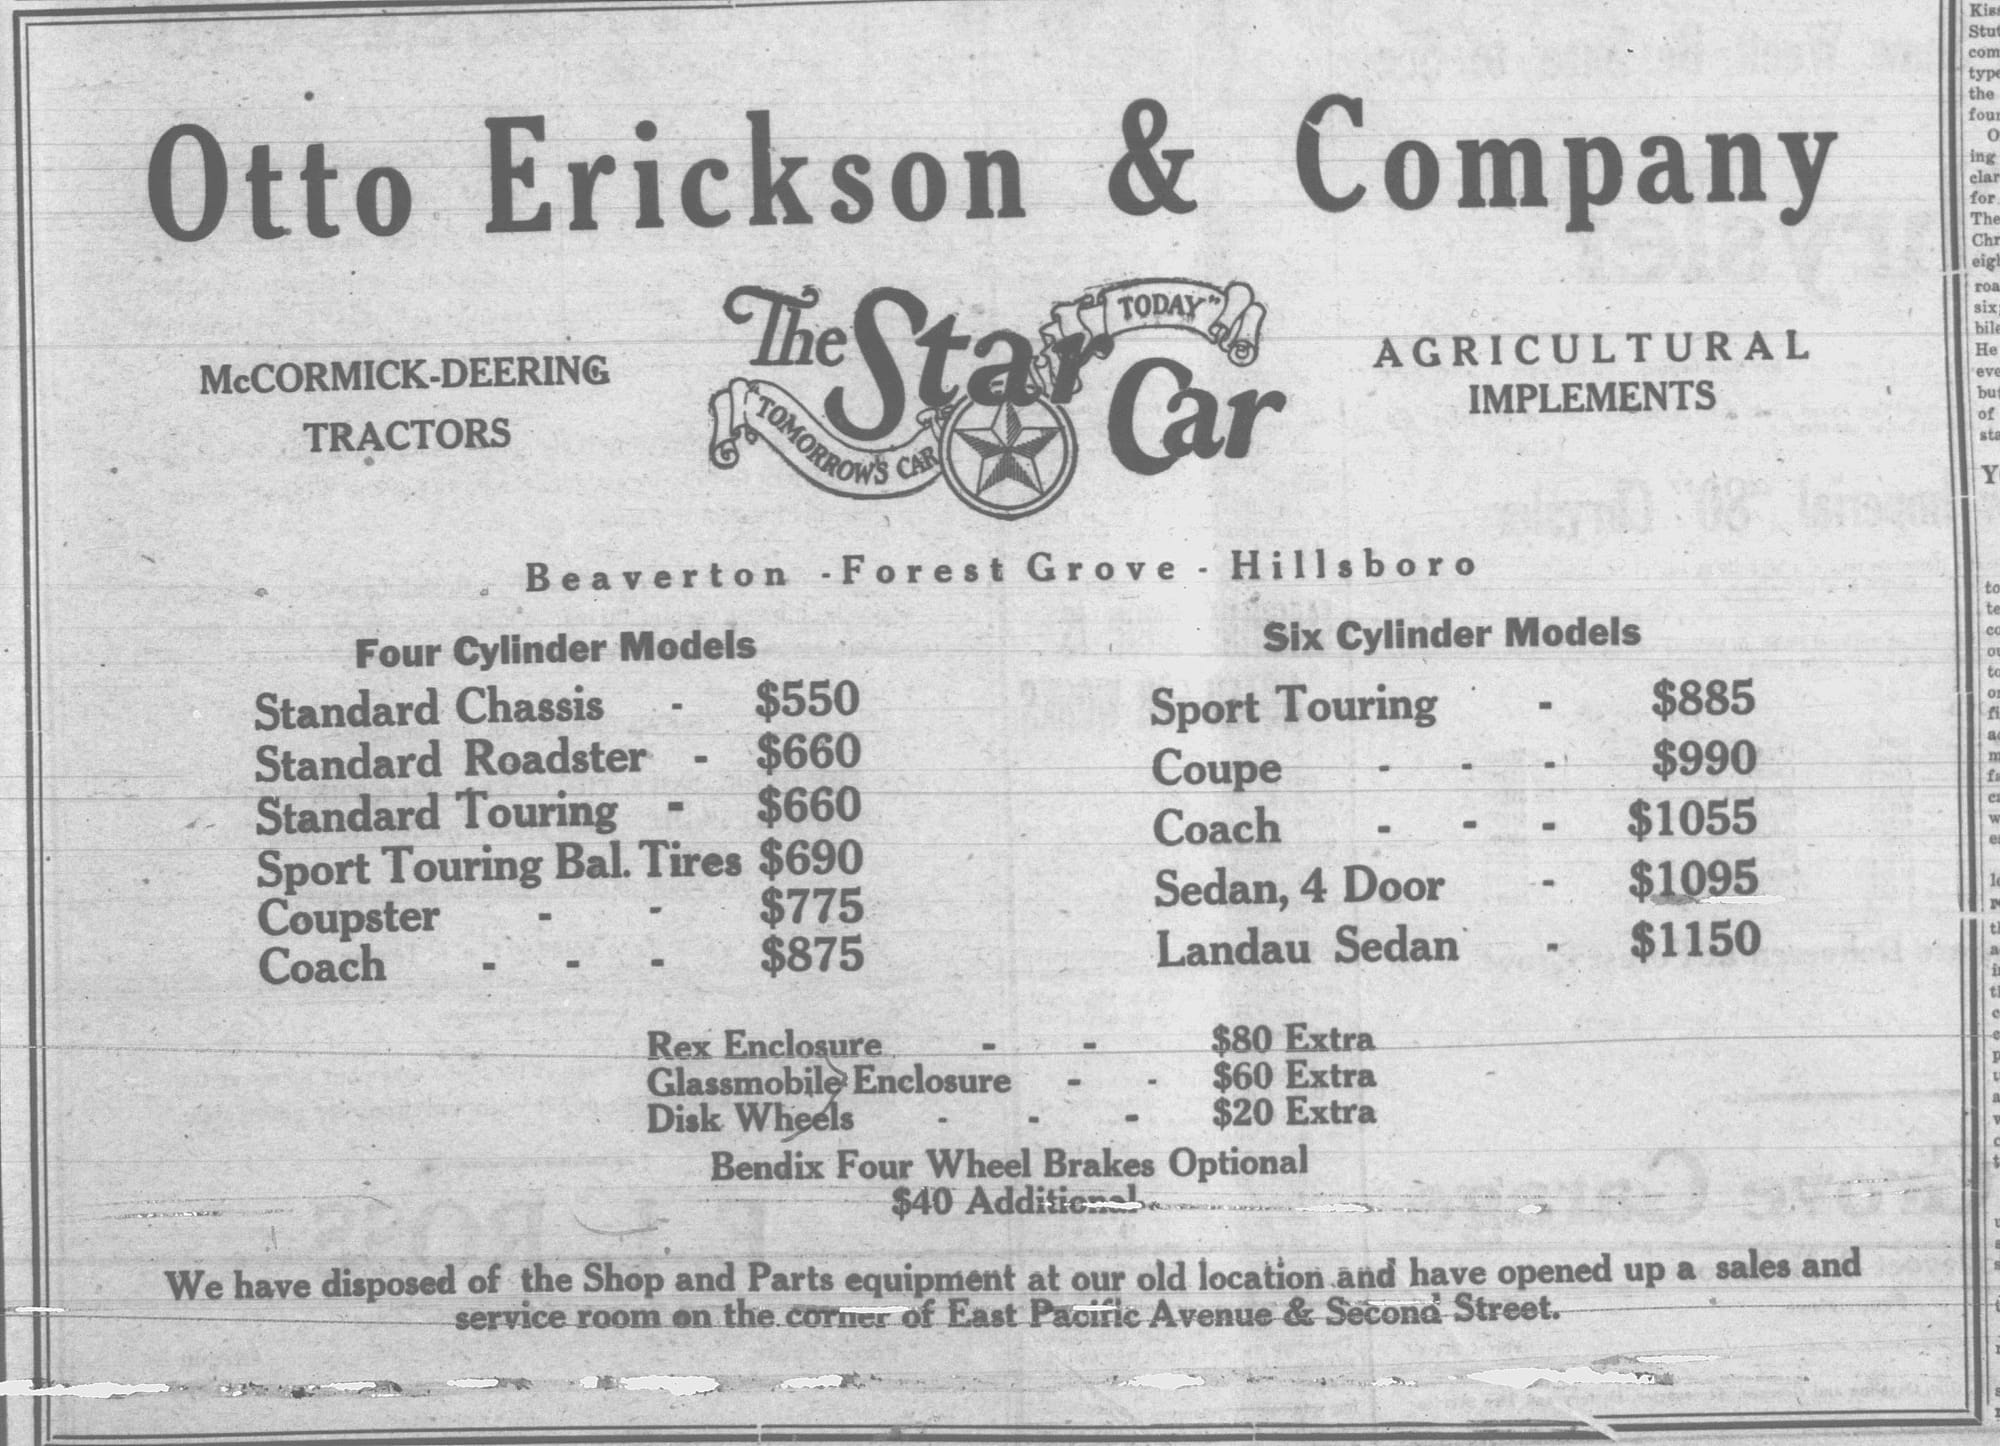 Otto Erickson & Company
McCORMICK-DEERING
TRACTORS
The Star Car
"TOMORROW'S CAR
TODAY"
AGRICULTURAL
IMPLEMENTS
Beaverton - Forest Grove - Hillsboro
Four Cylinder Models
Standard Chassis - $550
Standard Roadster - $660
Standard Touring - $660
Sport Touring Bal. Tires $690
Coupster - - $775
Coach - - - $875
Six Cylinder Models
Sport Touring - $885
Coupe - - - $990
Coach - - - $1055
Sedan, 4 Door - $1095
Landau Sedan - $1150
Rex Enclosure - - $80 Extra
Glassmobile Enclosure - - $60 Extra
Disk Wheels - - - $20 Extra
Bendix Four Wheel Brakes Optional
$40 Additional
We have disposed of the Shop and Parts equipment at our old location and have opened up a sales and
service room on the corner of East Pacific Avenue & Second Street.